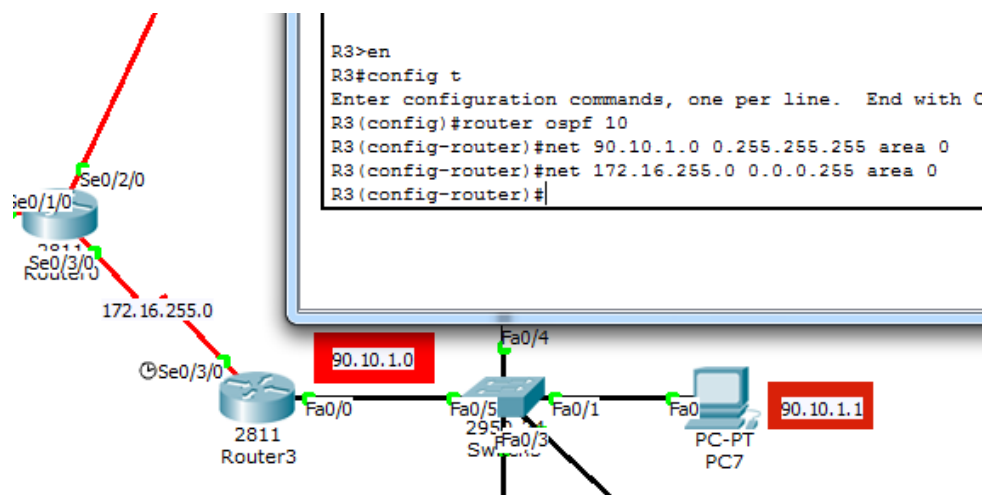 R3>en
R3#config t
Enter configuration commands, one per line. End with
R3(config)#router ospf 10
R3(config-router)#net 90.10.1.0 0.255.255.255 area 0
R3(config-router)#net 172.16.255.0 0.0.0.255 area 0
R3(config-router)#
Se0/2/0
Se0/1/0
2811
Se0/3/0
172.16.255.0
Se0/3/0
90.10.1.0
Fa0/4
Fa0/0
Fa0/5
Fa0/1
Fa0
90.10.1.1
2811
Router3
Fa0/3
PC-PT
PC7